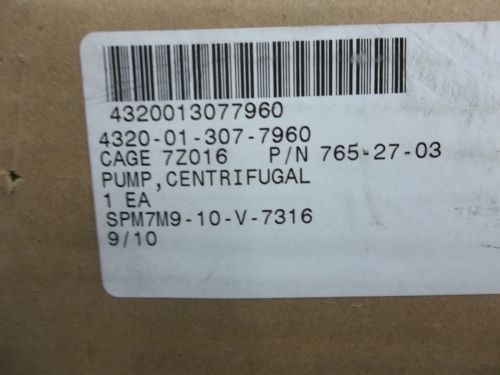 4320013077960
4320-01-307-7960
CAGE 7Z016 P/N 765-27-03
PUMP,CENTRIFUGAL
1 EA
SPM7M9-10-V-7316
9/10